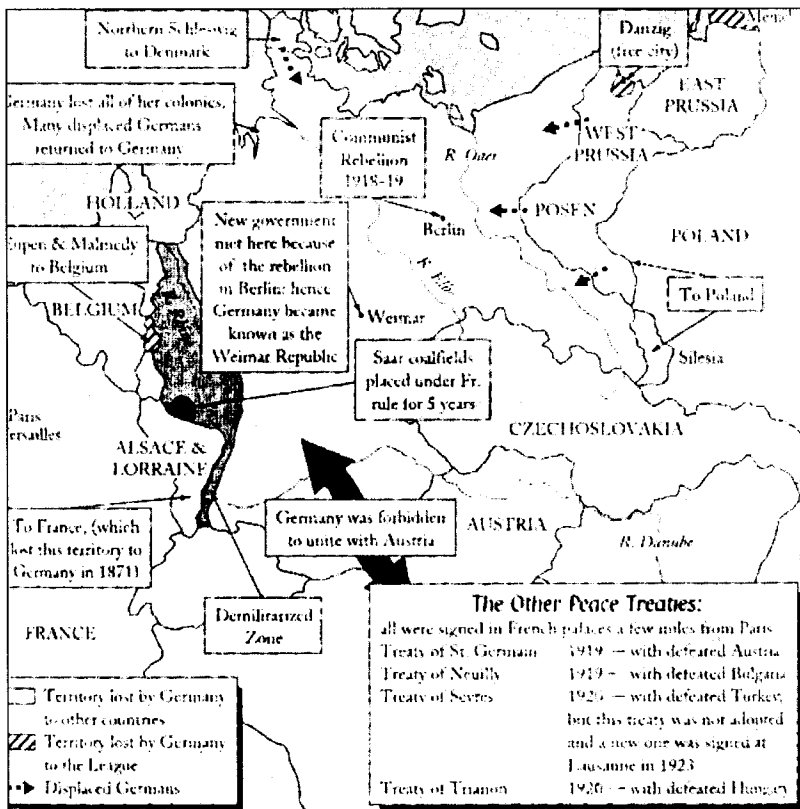 Northern Schleswig
to Denmark
Danzig
(free city)
EAST
PRUSSIA
Germany lost all of her colonies.
Many displaced Germans
returned to Germany
Communist
Rebellion
1918-19
R. Oder
WEST
PRUSSIA
HOLLAND
Berlin
POSEN
POLAND
Eupen & Malmedy
to Belgium
New government
met here because
of the rebellion
in Berlin: hence
Germany became
known as the
Weimar Republic
R. Elbe
To Poland
BELGIUM
Weimar
Silesia
Saar coalfields
placed under Fr.
rule for 5 years
Paris
ersailles
CZECHOSLOVAKIA
ALSACE &
LORRAINE
To France, (which
lost this territory to
Germany in 1871)
Germany was forbidden
to unite with Austria
AUSTRIA
R. Danube
Demilitarized
Zone
FRANCE
The Other Peace Treaties:
all were signed in French palaces a few miles from Paris
Treaty of St. Germain 1919 — with defeated Austria
Treaty of Neuilly 1919 - with defeated Bulgaria
Treaty of Sevres 1920 — with defeated Turkey,
but this treaty was not adopted
and a new one was signed at
Lausanne in 1923
Treaty of Trianon 1920 — with defeated Hungary
Territory lost by Germany
to other countries
Territory lost by Germany
to the League
Displaced Germans